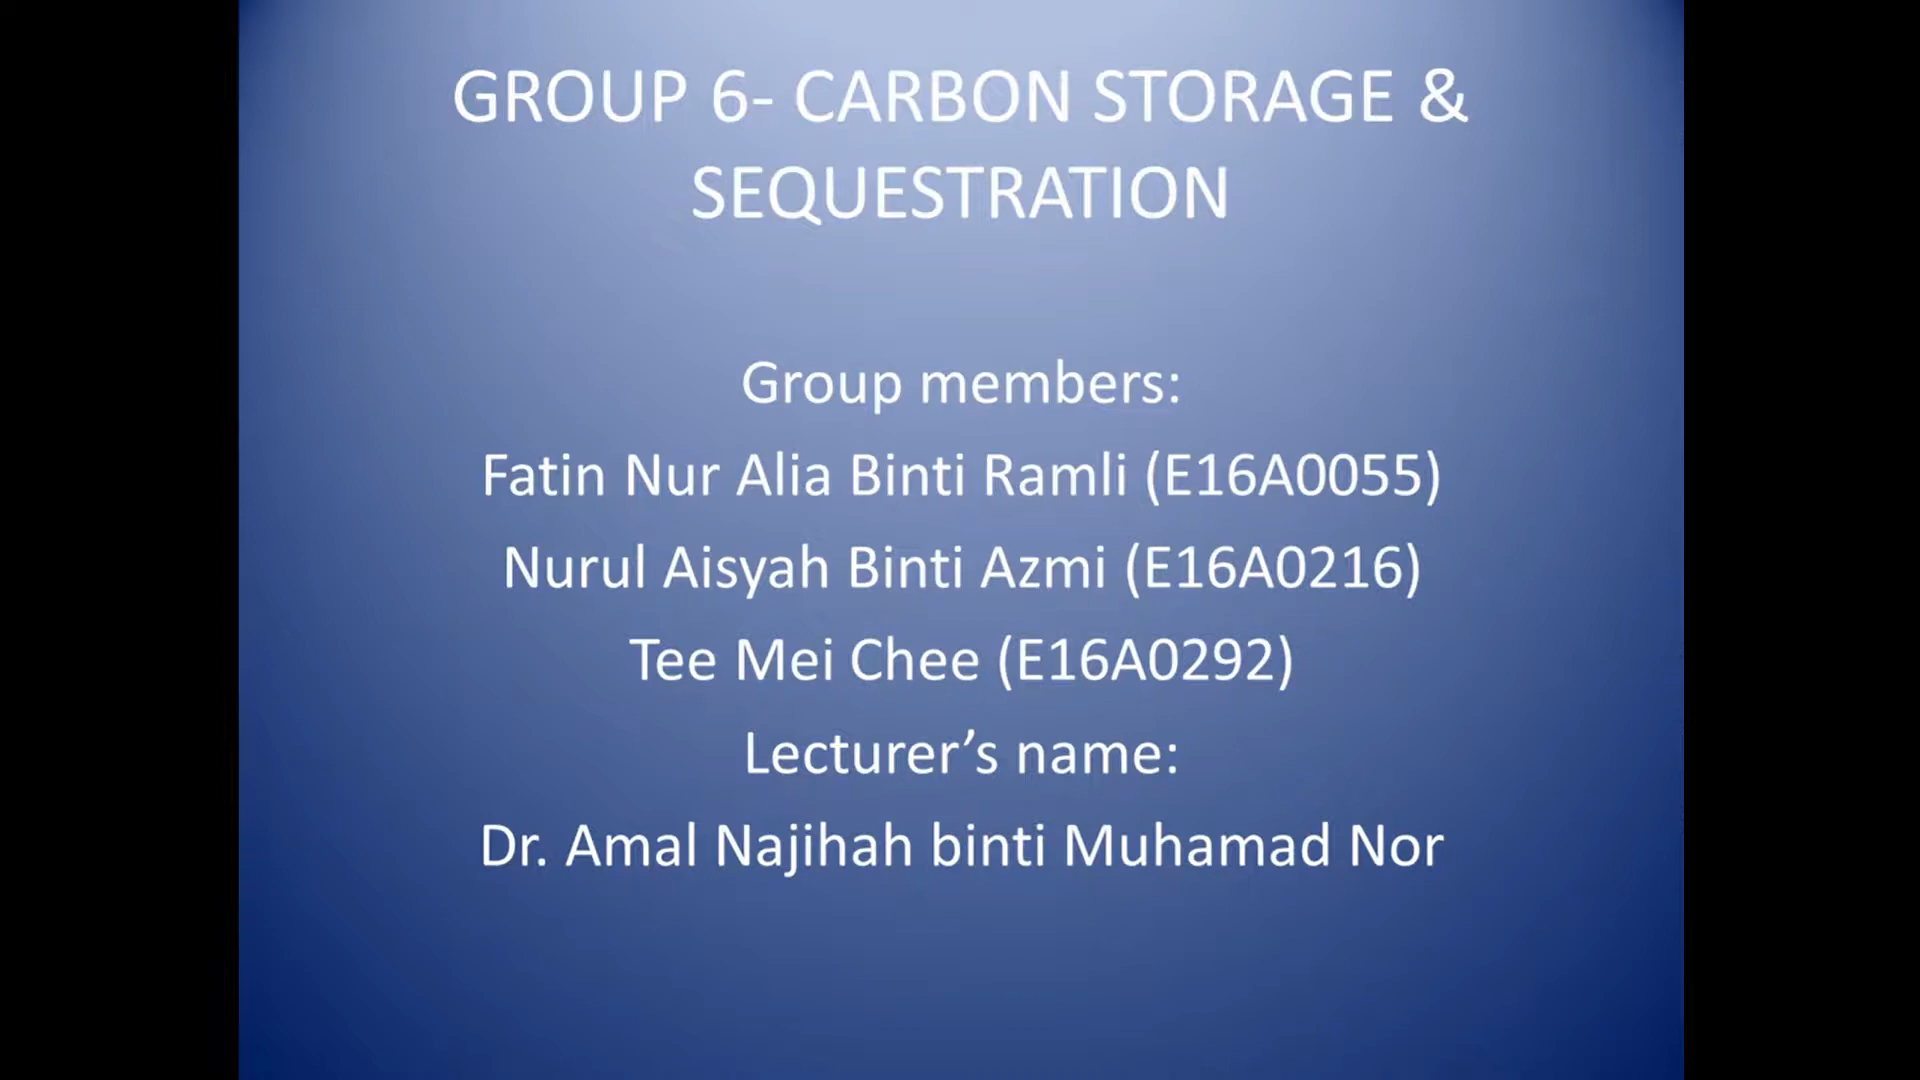 GROUP 6- CARBON STORAGE &
SEQUESTRATION
Group members:
Fatin Nur Alia Binti Ramli (E16A0055)
Nurul Aisyah Binti Azmi (E16A0216)
Tee Mei Chee (E16A0292)
Lecturer’s name:
Dr. Amal Najihah binti Muhamad Nor